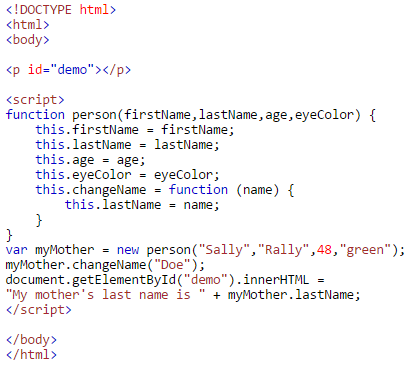 <!DOCTYPE html>
<html>
<body>
<p id="demo"></p>
<script>
function person(firstName,lastName,age,eyeColor) {
    this.firstName = firstName;
    this.lastName = lastName;
    this.age = age;
    this.eyeColor = eyeColor;
    this.changeName = function (name) {
        this.lastName = name;
    }
}
var myMother = new person("Sally","Rally",48,"green");
myMother.changeName("Doe");
document.getElementById("demo").innerHTML =
"My mother's last name is " + myMother.lastName;
</script>
</body>
</html>